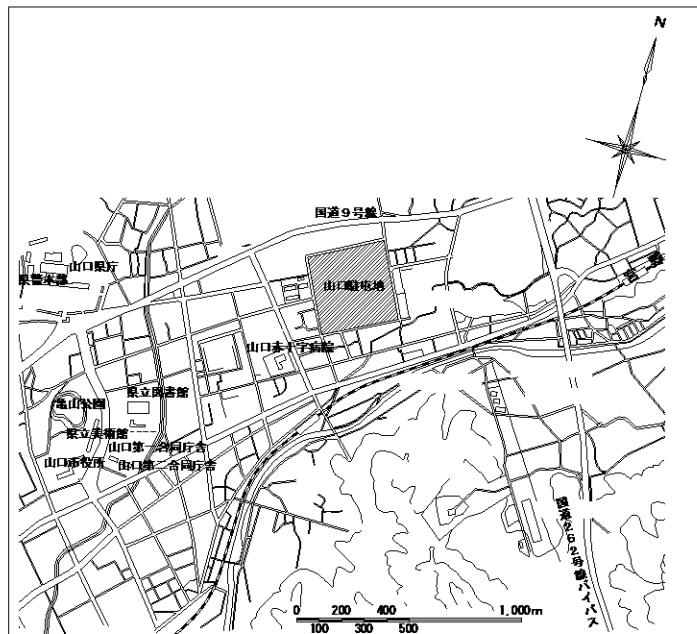 N
国道9号線
山口県庁
県警本部
山口駐屯地
山口赤十字病院
県立図書館
亀山公園
県立美術館
山口第一合同庁舎
山口市役所
山口第二合同庁舎
国道262号線バイパス
0 200 400 1,000m
100 300 500